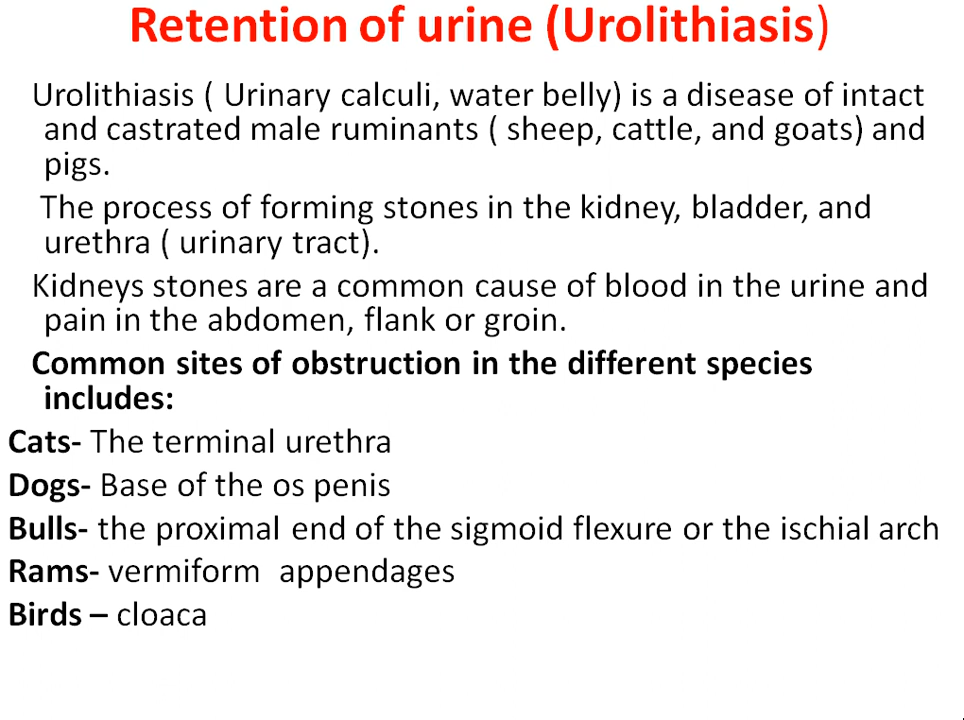 Retention of urine (Urolithiasis)
Urolithiasis ( Urinary calculi, water belly) is a disease of intact
and castrated male ruminants ( sheep, cattle, and goats) and
pigs.
The process of forming stones in the kidney, bladder, and
urethra ( urinary tract).
Kidneys stones are a common cause of blood in the urine and
pain in the abdomen, flank or groin.
Common sites of obstruction in the different species
includes:
Cats- The terminal urethra
Dogs- Base of the os penis
Bulls- the proximal end of the sigmoid flexure or the ischial arch
Rams- vermiform  appendages
Birds – cloaca